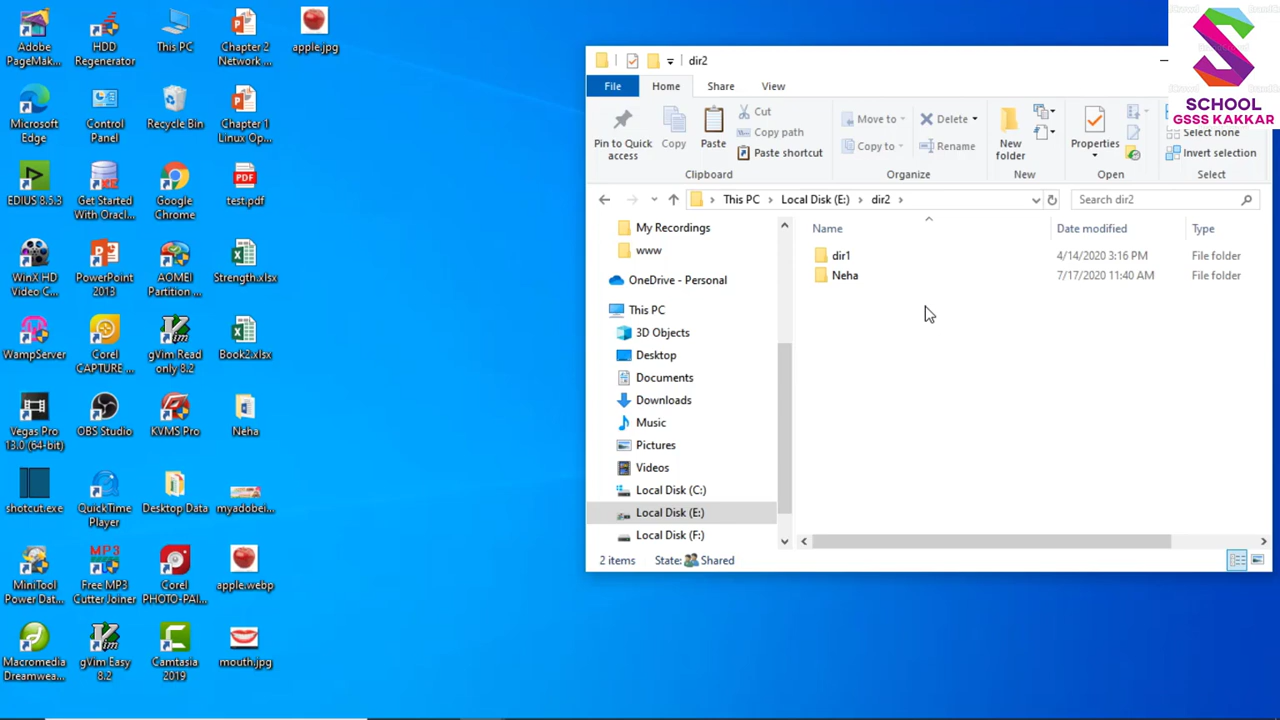 Adobe
PageMak...
HDD
Regenerator
This PC
Chapter 2
Network ...
apple.jpg
Microsoft
Edge
Control
Panel
Recycle Bin
Chapter 1
Linux Op...
EDIUS 8.5.3
Get Started
With Oracl...
Google
Chrome
test.pdf
WinX HD
Video C...
PowerPoint
2013
AOMEI
Partition ...
Strength.xlsx
WampServer
Corel
CAPTURE ...
gVim Read
only 8.2
Book2.xlsx
Vegas Pro
13.0 (64-bit)
OBS Studio
KVMS Pro
Neha
shotcut.exe
QuickTime
Player
Desktop Data
myadobei...
MiniTool
Power Dat...
Free MP3
Cutter Joiner
Corel
PHOTO-PAI...
apple.webp
Macromedia
Dreamwea...
gVim Easy
8.2
Camtasia
2019
mouth.jpg
dir2
File
Home
Share
View
Pin to Quick
access
Copy
Paste
Cut
Copy path
Paste shortcut
Clipboard
Move to
Copy to
Delete
Rename
Organize
New
folder
New
Properties
Open
Select none
Invert selection
Select
This PC
Local Disk (E:)
dir2
Search dir2
My Recordings
www
OneDrive - Personal
This PC
3D Objects
Desktop
Documents
Downloads
Music
Pictures
Videos
Local Disk (C:)
Local Disk (E:)
Local Disk (F:)
Name
Date modified
Type
dir1
4/14/2020 3:16 PM
File folder
Neha
7/17/2020 11:40 AM
File folder
2 items
State:
Shared
SCHOOL
GSSS KAKKAR